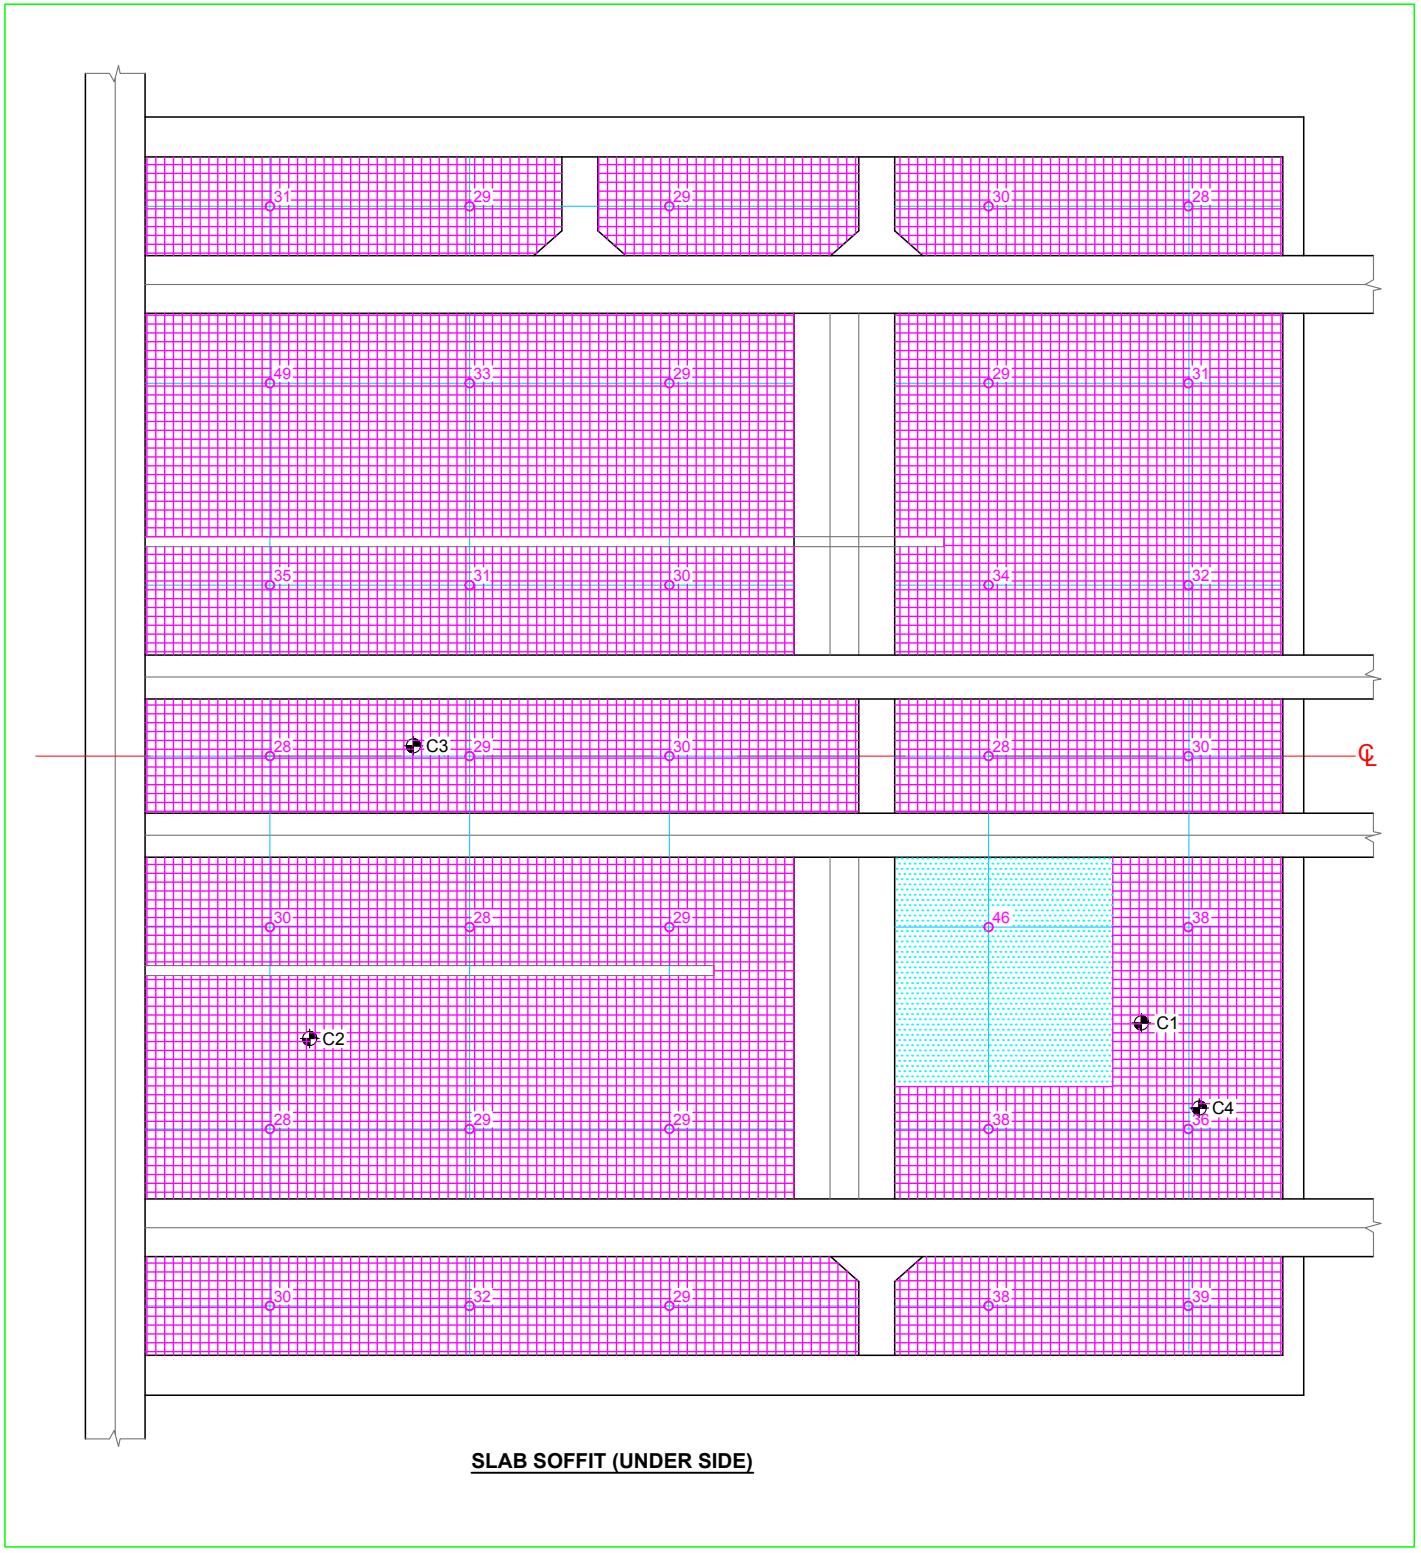 31 29 29 30 28
49 33 29 29 31
35 31 30 34 32
C3
28 29 30 28 30 ℄
30 28 29 46 38
C1
C2
C4
28 29 29 38 36
30 32 29 38 39
SLAB SOFFIT (UNDER SIDE)